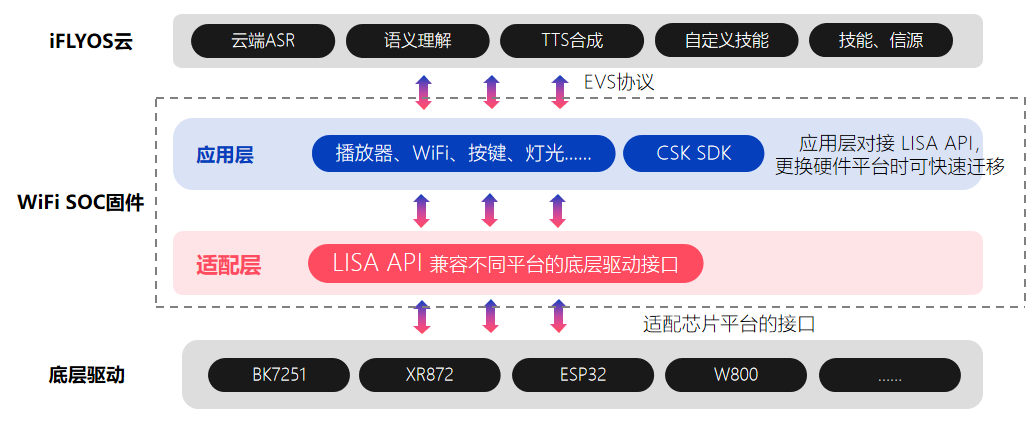 iFLYOS云
云端ASR
语义理解
TTS合成
自定义技能
技能、信源
EVS协议
WiFi SOC固件
应用层
播放器、WiFi、按键、灯光......
CSK SDK
应用层对接 LISA API，
更换硬件平台时可快速迁移
适配层
LISA API 兼容不同平台的底层驱动接口
适配芯片平台的接口
底层驱动
BK7251
XR872
ESP32
W800
......